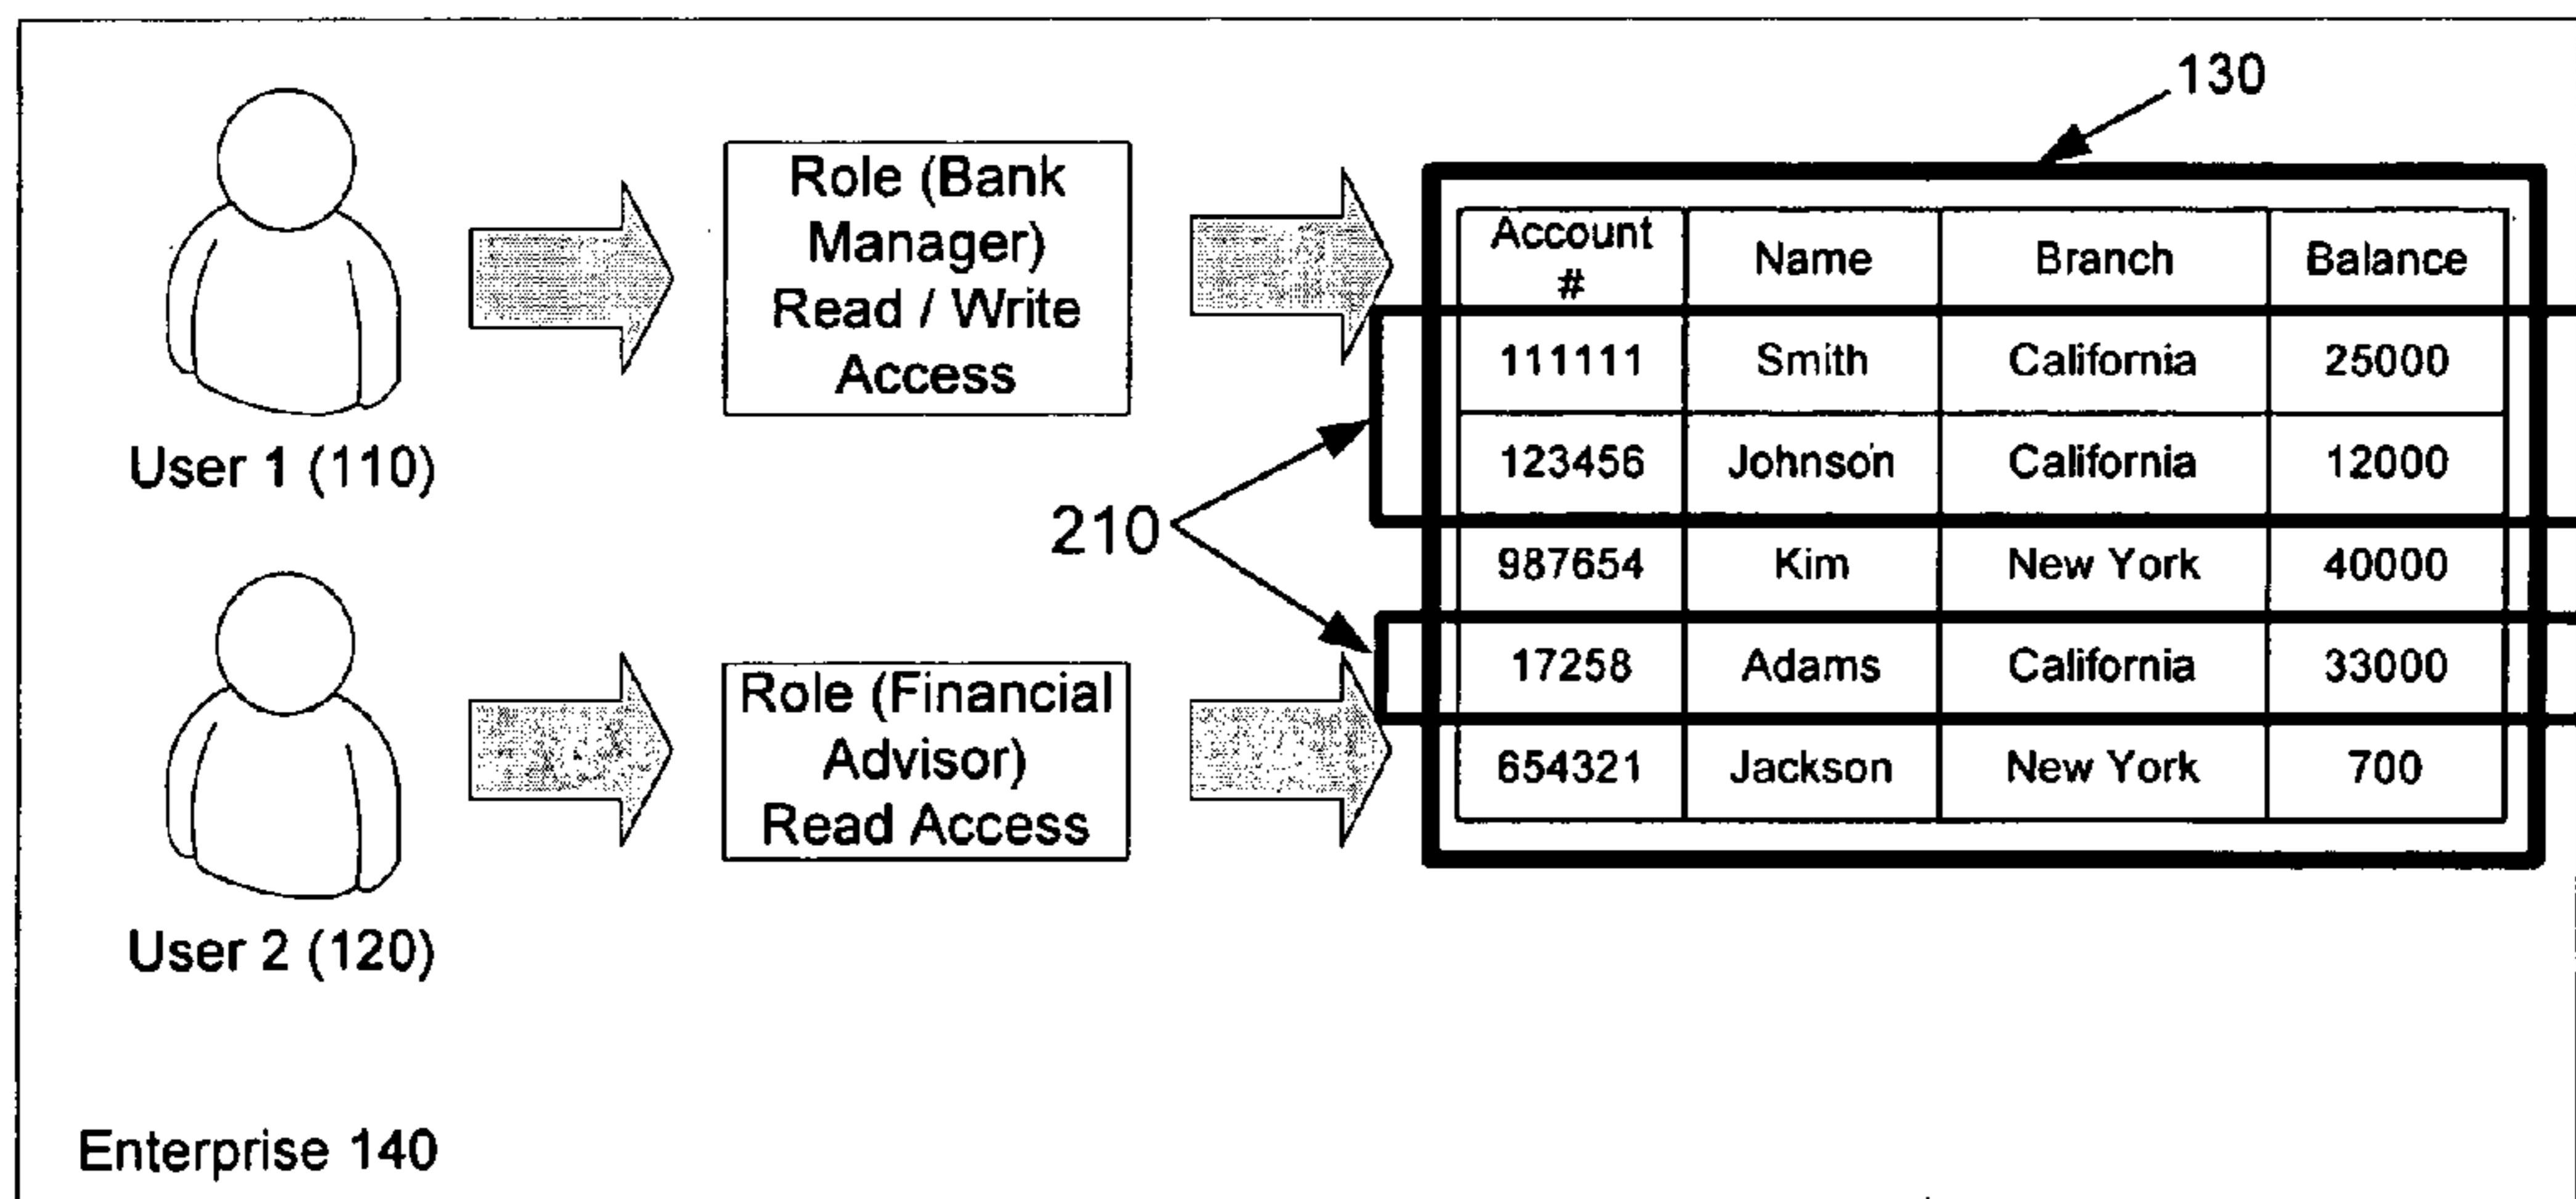 130
Role (Bank
Manager)
Read / Write
Access
User 1 (110)
210
Role (Financial
Advisor)
Read Access
User 2 (120)
Account # Name Branch Balance
111111 Smith California 25000
123456 Johnson California 12000
987654 Kim New York 40000
17258 Adams California 33000
654321 Jackson New York 700
Enterprise 140